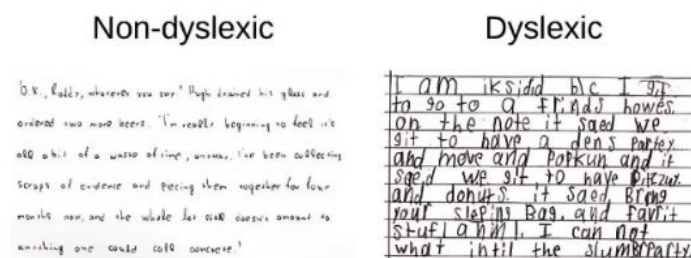 Non-dyslexic
Dyslexic
O.K., Roddy, whatever you say.' Hugh drained his glass and
ordered two more beers. 'I'm really beginning to feel it's
all a bit of a waste of time, anyway. I've been collecting
scraps of evidence and piecing them together for four
months now, and the whole lot still doesn't amount to
anything one could call concrete.'
I am iksidid b/c I git
to go to a frinds howes.
on the note it saed we
git to have a dens partey
and move and Popkun and it
saed we git to have
and donuts. it saed Bring
your sleping Bag. and favrit
stuf anml. I can not
what intil the slumbrparty.